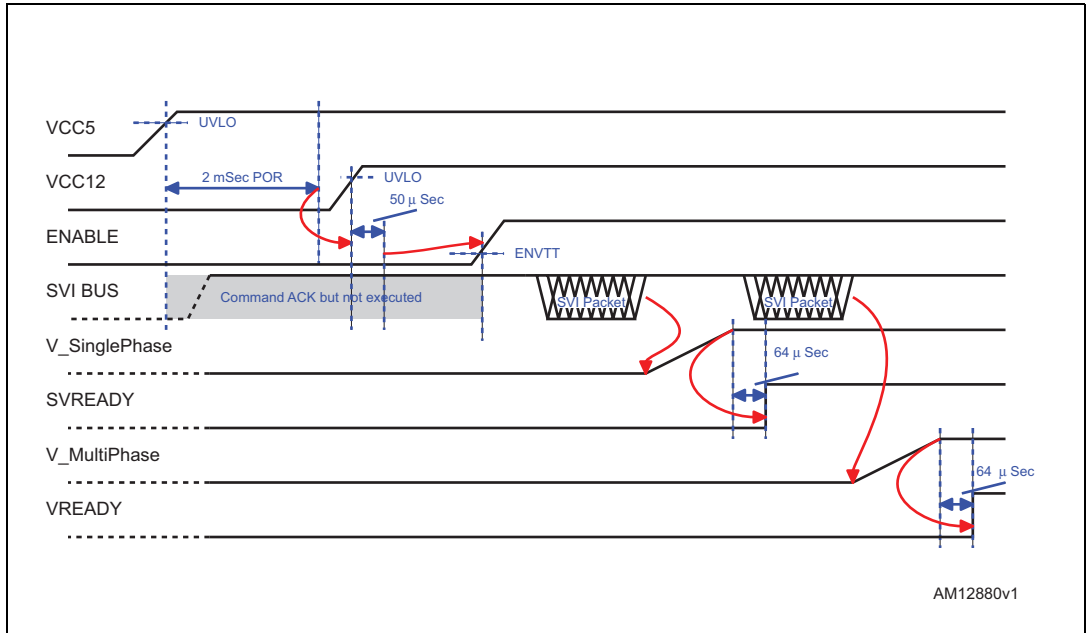 VCC5
UVLO
VCC12
2 mSec POR
UVLO
50 μ Sec
ENABLE
ENVTT
SVI BUS
Command ACK but not executed
SVI Packet
SVI Packet
V_SinglePhase
64 μ Sec
SVREADY
V_MultiPhase
64 μ Sec
VREADY
AM12880v1